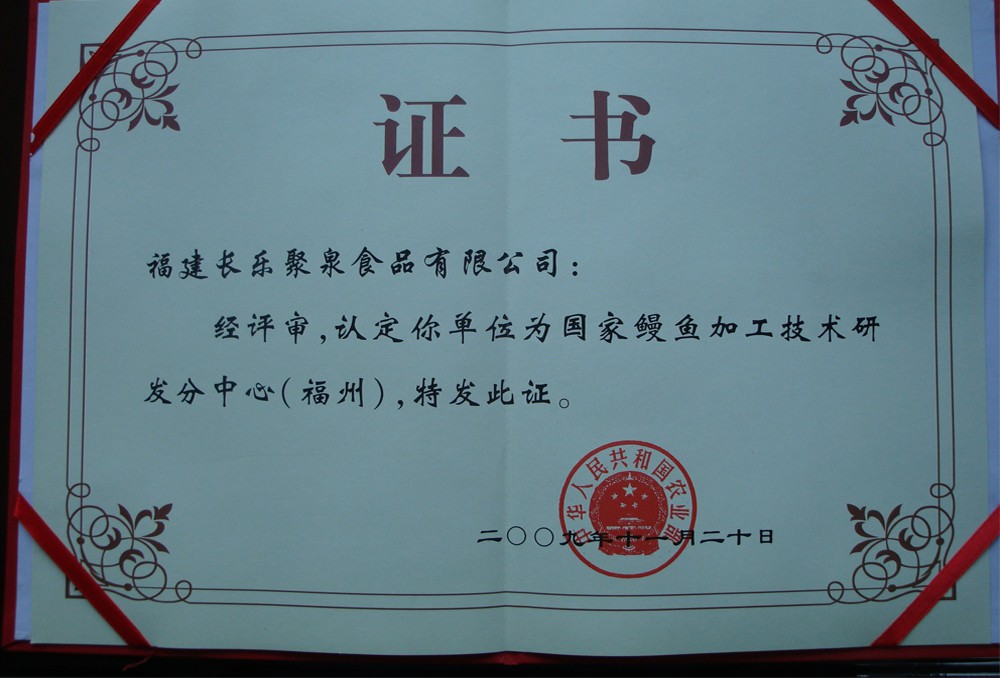 证书
福建长乐聚泉食品有限公司：
经评审,认定你单位为国家鳗鱼加工技术研
发分中心(福州),特发此证。
中华人民共和国农业部
二〇〇九年十一月二十日